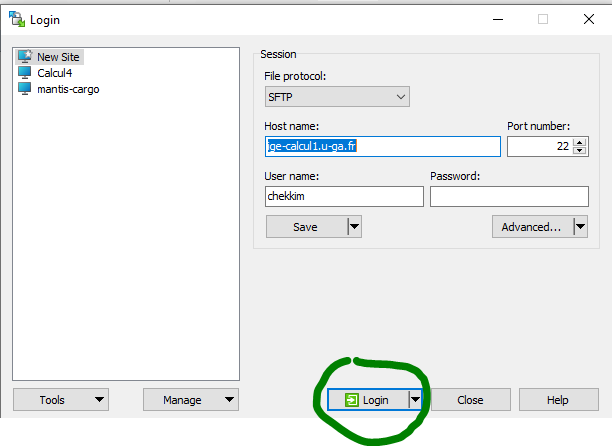 Login
New Site
Calcul4
mantis-cargo
Session
File protocol:
SFTP
Host name:
Port number:
ige-calcul1.u-ga.fr
22
User name:
Password:
chekkim
Save
Advanced...
Tools
Manage
Login
Close
Help